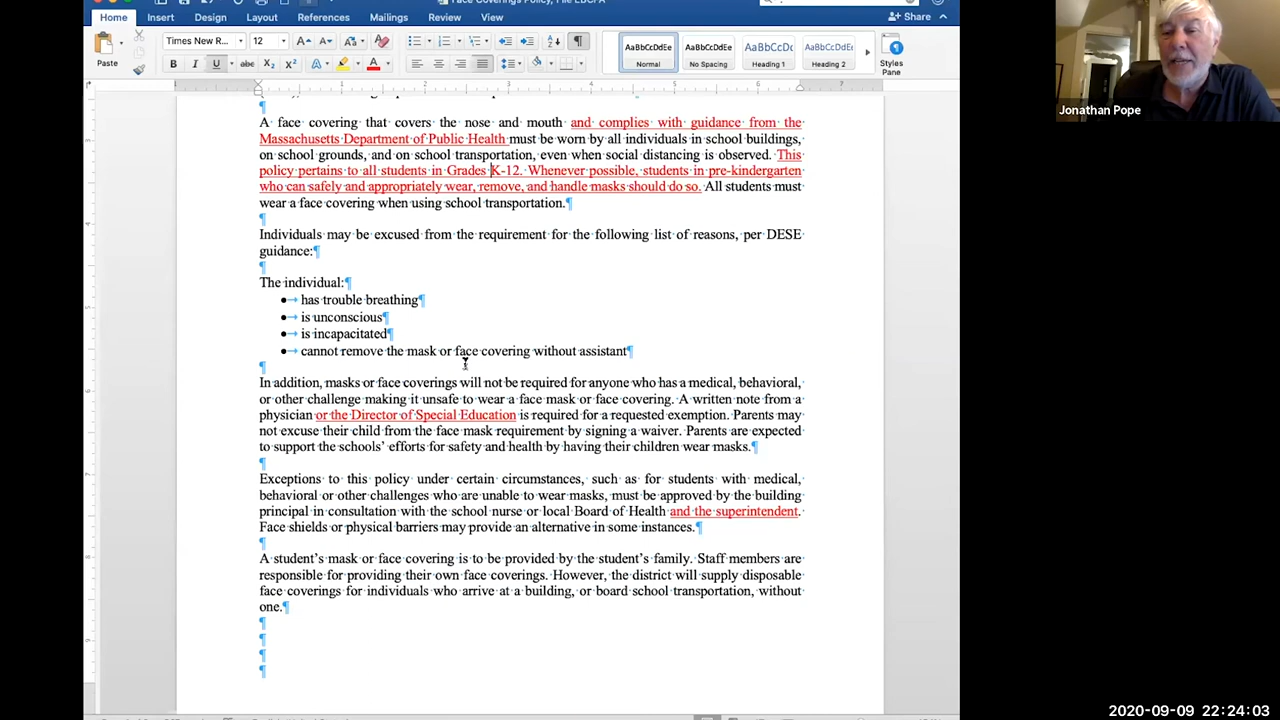 Face Coverings Policy, File EBCFA
Home Insert Design Layout References Mailings Review View Share
Paste
Times New R... 12
AaBbCcDdEe AaBbCcDdEe AaBbCcDc AaBbCcDdEe
Normal No Spacing Heading 1 Heading 2 Styles Pane
B I U abc X₂ X²
1 2 3 4 5 6 7
A face covering that covers the nose and mouth and complies with guidance from the
Massachusetts Department of Public Health must be worn by all individuals in school buildings,
on school grounds, and on school transportation, even when social distancing is observed. This
policy pertains to all students in Grades K-12. Whenever possible, students in pre-kindergarten
who can safely and appropriately wear, remove, and handle masks should do so. All students must
wear a face covering when using school transportation.¶
¶
Individuals may be excused from the requirement for the following list of reasons, per DESE
guidance:¶
¶
The individual:¶
•→ has trouble breathing¶
•→ is unconscious¶
•→ is incapacitated¶
•→ cannot remove the mask or face covering without assistant¶
¶
In addition, masks or face coverings will not be required for anyone who has a medical, behavioral,
or other challenge making it unsafe to wear a face mask or face covering. A written note from a
physician or the Director of Special Education is required for a requested exemption. Parents may
not excuse their child from the face mask requirement by signing a waiver. Parents are expected
to support the schools' efforts for safety and health by having their children wear masks.¶
¶
Exceptions to this policy under certain circumstances, such as for students with medical,
behavioral or other challenges who are unable to wear masks, must be approved by the building
principal in consultation with the school nurse or local Board of Health and the superintendent.
Face shields or physical barriers may provide an alternative in some instances.¶
¶
A student's mask or face covering is to be provided by the student's family. Staff members are
responsible for providing their own face coverings. However, the district will supply disposable
face coverings for individuals who arrive at a building, or board school transportation, without
one.¶
¶
¶
¶
¶
Jonathan Pope
2020-09-09 22:24:03